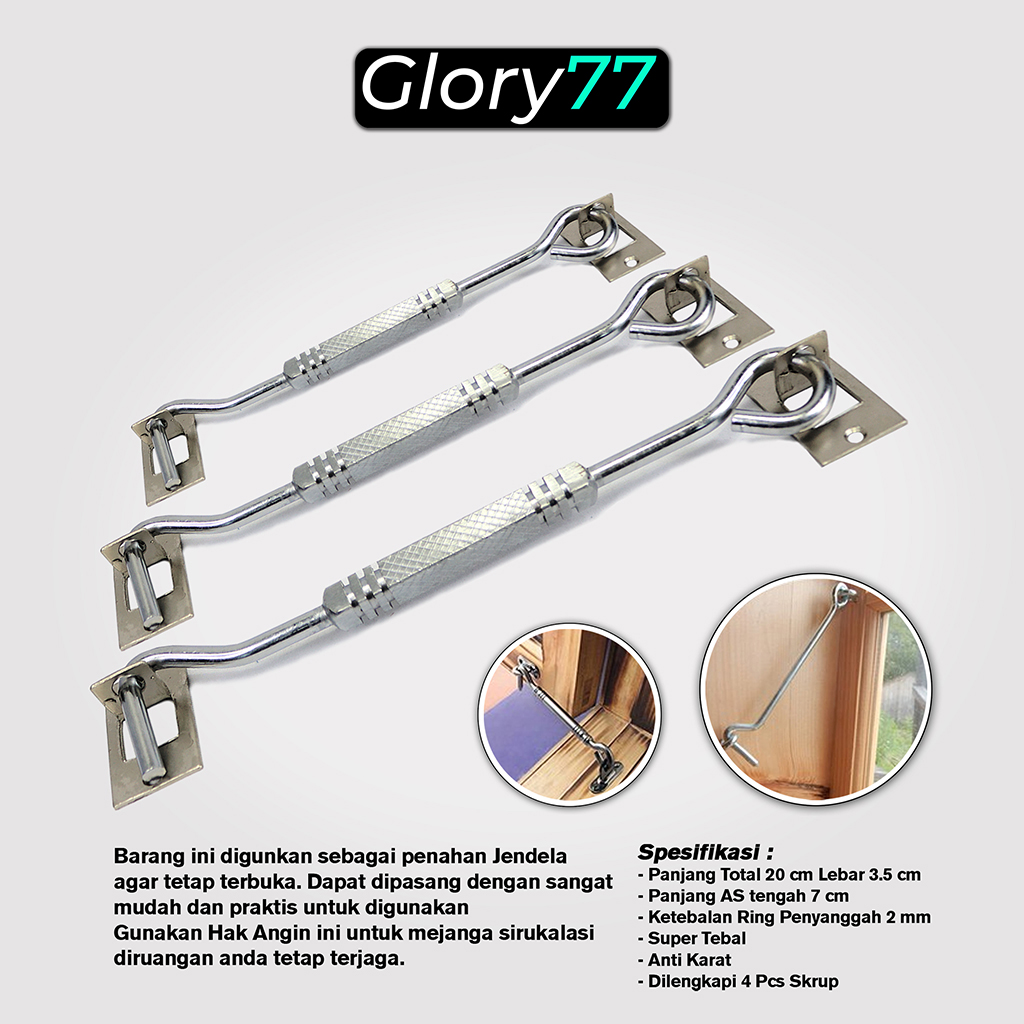 Glory77
Barang ini digunkan sebagai penahan Jendela
agar tetap terbuka. Dapat dipasang dengan sangat
mudah dan praktis untuk digunakan
Gunakan Hak Angin ini untuk mejanga sirukalasi
diruangan anda tetap terjaga.
Spesifikasi :
- Panjang Total 20 cm Lebar 3.5 cm
- Panjang AS tengah 7 cm
- Ketebalan Ring Penyanggah 2 mm
- Super Tebal
- Anti Karat
- Dilengkapi 4 Pcs Skrup